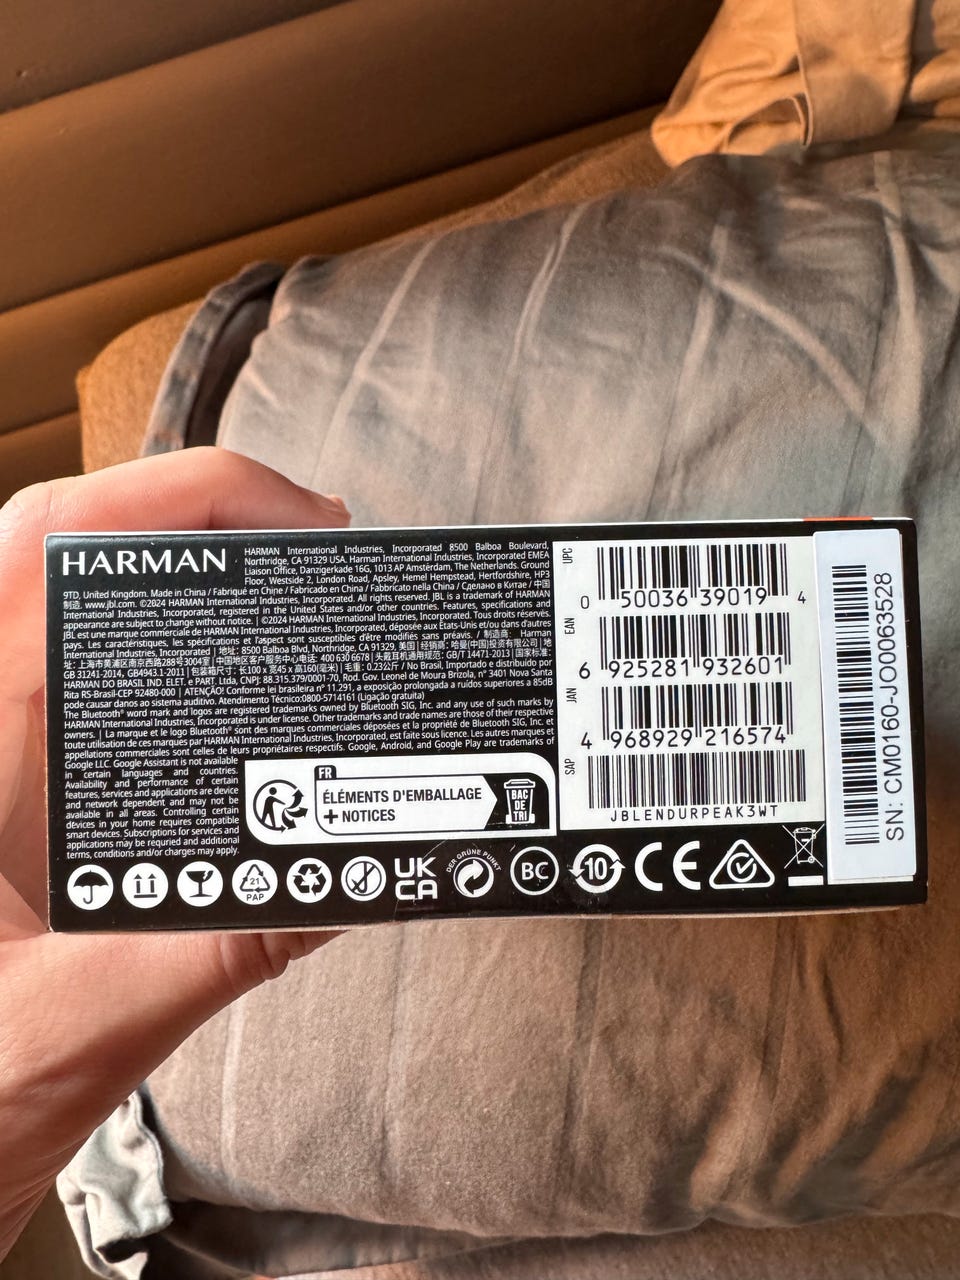 HARMAN
HARMAN International Industries, Incorporated 8500 Balboa Boulevard,
Northridge, CA 91329 USA. Harman International Industries, Incorporated EMEA
Liaison Office, Danzigerkade 16G, 1013 AP Amsterdam, The Netherlands. Ground
Floor, Westside 2, London Road, Apsley, Hemel Hempstead, Hertfordshire, HP3
9TD, United Kingdom. Made in China / Fabriqué en Chine / Fabricado en China / Fabbricato nella China / Сделано в Китае / 中国
制造. www.jbl.com. ©2024 HARMAN International Industries, Incorporated. All rights reserved. JBL is a trademark of HARMAN
International Industries, Incorporated, registered in the United States and/or other countries. Features, specifications and
appearance are subject to change without notice. | ©2024 HARMAN International Industries, Incorporated. Tous droits réservés.
JBL est une marque commerciale de HARMAN International Industries, Incorporated, déposée aux États-Unis et/ou dans d'autres
pays. Les caractéristiques, les spécifications et l'aspect sont susceptibles d'être modifiés sans préavis. / 制造商： Harman
International Industries, Incorporated | 地址: 8500 Balboa Blvd, Northridge, CA 91329, 美国 | 经销商: 哈曼(中国)投资有限公司 | 地
址: 上海市黄浦区南京西路288号3004室 | 中国地区客户服务中心电话: 400 630 6678 | 头戴耳机通用规范: GB/T 14471-2013 国家标准:
GB 31241-2014, GB4943.1-2011 | 包装箱尺寸: 长100 x 宽45 x 高160(毫米) | 毛重: 0.23公斤 / No Brasil, Importado e distribuido por
HARMAN DO BRASIL IND. ELET. e PART. Ltda, CNPJ: 88.315.379/0001-70, Rod. Gov. Leonel de Moura Brizola, n° 3401 Nova Santa
Rita RS-Brasil-CEP 92480-000 | ATENÇÃO! Conforme lei brasileira n° 11.291, a exposição prolongada a ruídos superiores a 85dB
pode causar danos ao sistema auditivo. Atendimento Técnico:0800-5714161 (Ligação gratuita)
The Bluetooth® word mark and logos are registered trademarks owned by Bluetooth SIG, Inc. and any use of such marks by
HARMAN International Industries, Incorporated is under license. Other trademarks and trade names are those of their respective
owners. | La marque et le logo Bluetooth® sont des marques commerciales déposées et la propriété de Bluetooth SIG, Inc. et
toute utilisation de ces marques par HARMAN International Industries, Incorporated, est faite sous licence. Les autres marques et
appellations commerciales sont celles de leurs propriétaires respectifs. Google, Android, and Google Play are trademarks of
Google LLC. Google Assistant is not available
in certain languages and countries.
Availability and performance of certain
features, services and applications are device
and network dependent and may not be
available in all areas. Controlling certain
devices in your home requires compatible
smart devices. Subscriptions for services and
applications may be requried and additional
terms, conditions and/or charges may apply.
FR
ÉLÉMENTS D'EMBALLAGE
+ NOTICES
BAC
DE
TRI
21
PAP
UK
CA
DER GRÜNE PUNKT
BC
10
CE
UPC
0 50036 39019 4
EAN
6 925281 932601
JAN
4 968929 216574
SAP
JBLENDURPEAK3WT
SN: CM0160-JO0063528